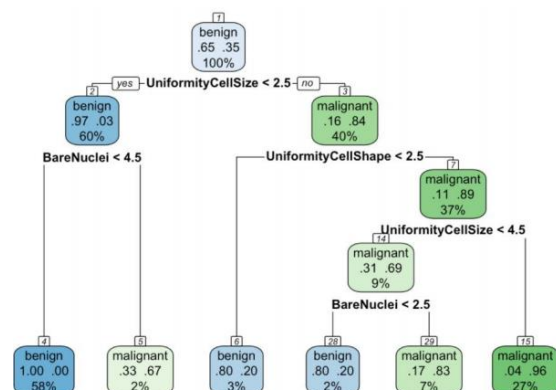 1
benign
.65 .35
100%
yes UniformityCellSize < 2.5 no
2
benign
.97 .03
60%
3
malignant
.16 .84
40%
BareNuclei < 4.5
UniformityCellShape < 2.5
7
malignant
.11 .89
37%
UniformityCellSize < 4.5
14
malignant
.31 .69
9%
BareNuclei < 2.5
4
benign
1.00 .00
58%
5
malignant
.33 .67
2%
6
benign
.80 .20
3%
28
benign
.80 .20
2%
29
malignant
.17 .83
7%
15
malignant
.04 .96
27%